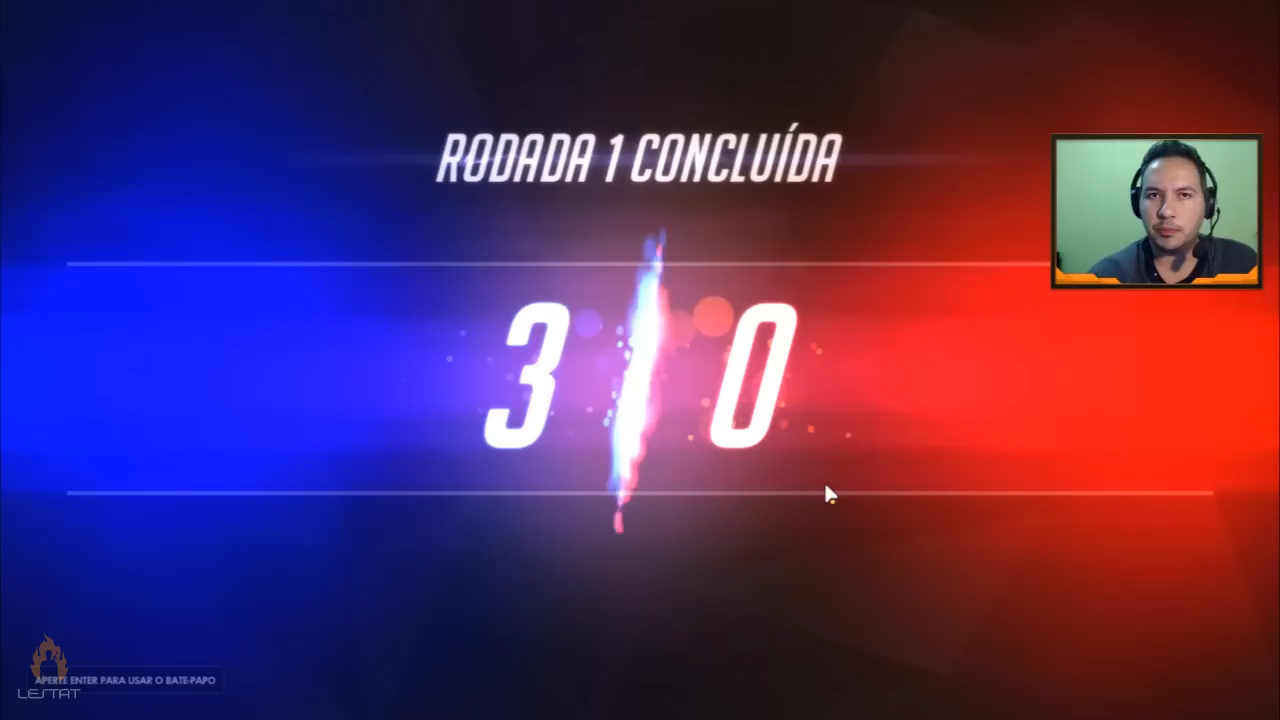 RODADA 1 CONCLUÍDA
3 0
APERTE ENTER PARA USAR O BATE-PAPO
LESTAT